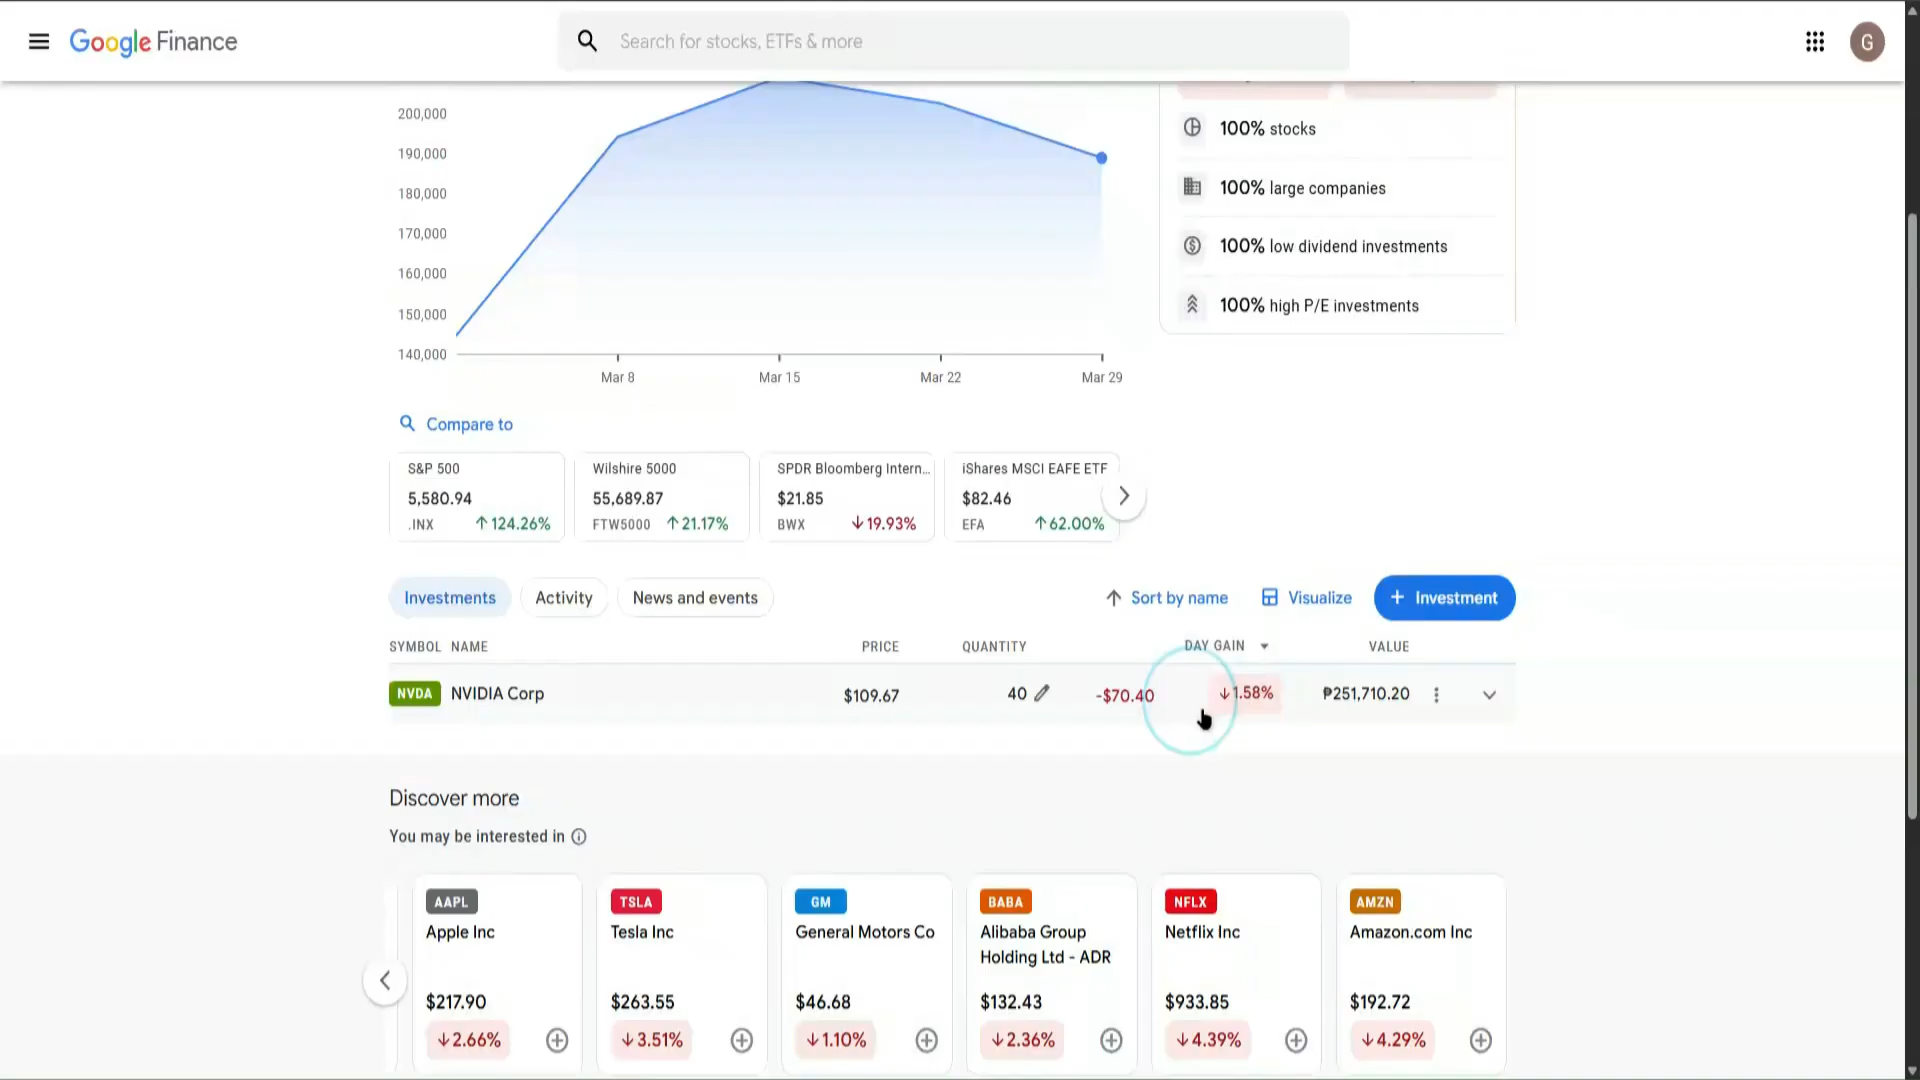 Google Finance
Search for stocks, ETFs & more
G
200,000
190,000
180,000
170,000
160,000
150,000
140,000
Mar 8 Mar 15 Mar 22 Mar 29
100% stocks
100% large companies
100% low dividend investments
100% high P/E investments
Compare to
S&P 500
5,580.94
.INX ↑124.26%
Wilshire 5000
55,689.87
FTW5000 ↑21.17%
SPDR Bloomberg Intern...
$21.85
BWX ↓19.93%
iShares MSCI EAFE ETF
$82.46
EFA ↑62.00%
Investments Activity News and events
Sort by name Visualize + Investment
SYMBOL NAME PRICE QUANTITY DAY GAIN VALUE
NVDA NVIDIA Corp $109.67 40 -$70.40 ↓1.58% ₱251,710.20
Discover more
You may be interested in
AAPL
Apple Inc
$217.90
↓2.66%
TSLA
Tesla Inc
$263.55
↓3.51%
GM
General Motors Co
$46.68
↓1.10%
BABA
Alibaba Group
Holding Ltd - ADR
$132.43
↓2.36%
NFLX
Netflix Inc
$933.85
↓4.39%
AMZN
Amazon.com Inc
$192.72
↓4.29%